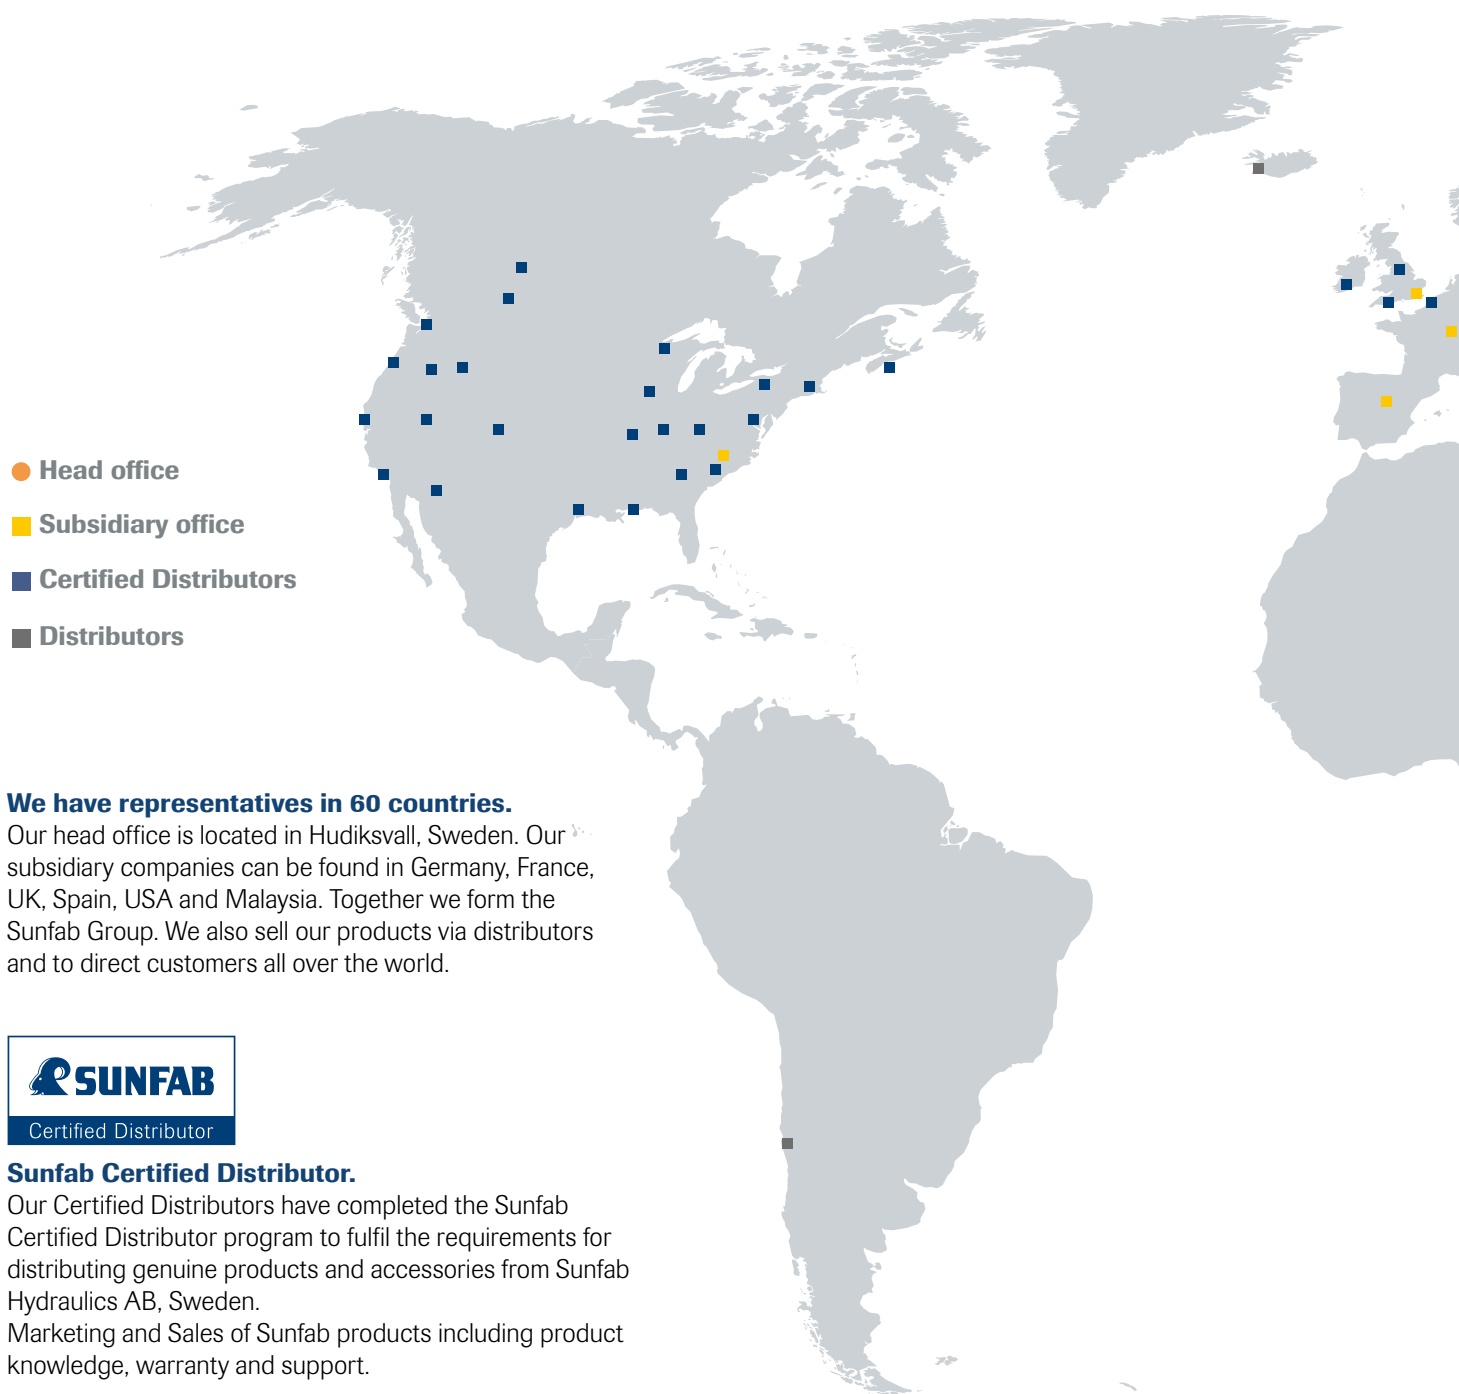 Head office
Subsidiary office
Certified Distributors
Distributors
We have representatives in 60 countries.
Our head office is located in Hudiksvall, Sweden. Our
subsidiary companies can be found in Germany, France,
UK, Spain, USA and Malaysia. Together we form the
Sunfab Group. We also sell our products via distributors
and to direct customers all over the world.
SUNFAB
Certified Distributor
Sunfab Certified Distributor.
Our Certified Distributors have completed the Sunfab
Certified Distributor program to fulfil the requirements for
distributing genuine products and accessories from Sunfab
Hydraulics AB, Sweden.
Marketing and Sales of Sunfab products including product
knowledge, warranty and support.